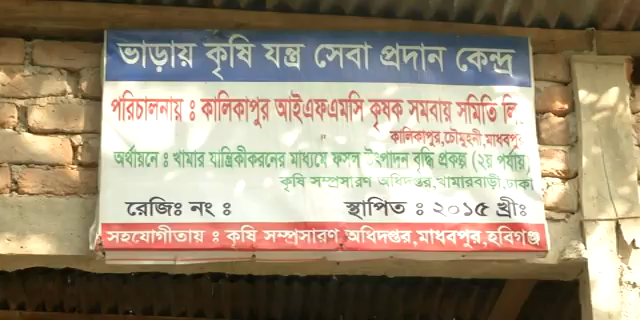 ভাড়ায় কৃষি যন্ত্র সেবা প্রদান কেন্দ্র
পরিচালনায় : কালিকাপুর আইএফএমসি কৃষক সমবায় সমিতি লি.
কালিকাপুর,চৌমুহনী,মাধবপুর
অর্থায়নে : খামার যান্ত্রিকীকরনের মাধ্যমে ফসল উৎপাদন বৃদ্ধি প্রকল্প (২য় পর্যায়)
কৃষি সম্প্রসারণ অধিদপ্তর,খামারবাড়ী,ঢাকা
রেজিঃ নং : স্থাপিত : ২০১৫ খ্রীঃ
সহযোগীতায় : কৃষি সম্প্রসারণ অধিদপ্তর,মাধবপুর,হবিগঞ্জ